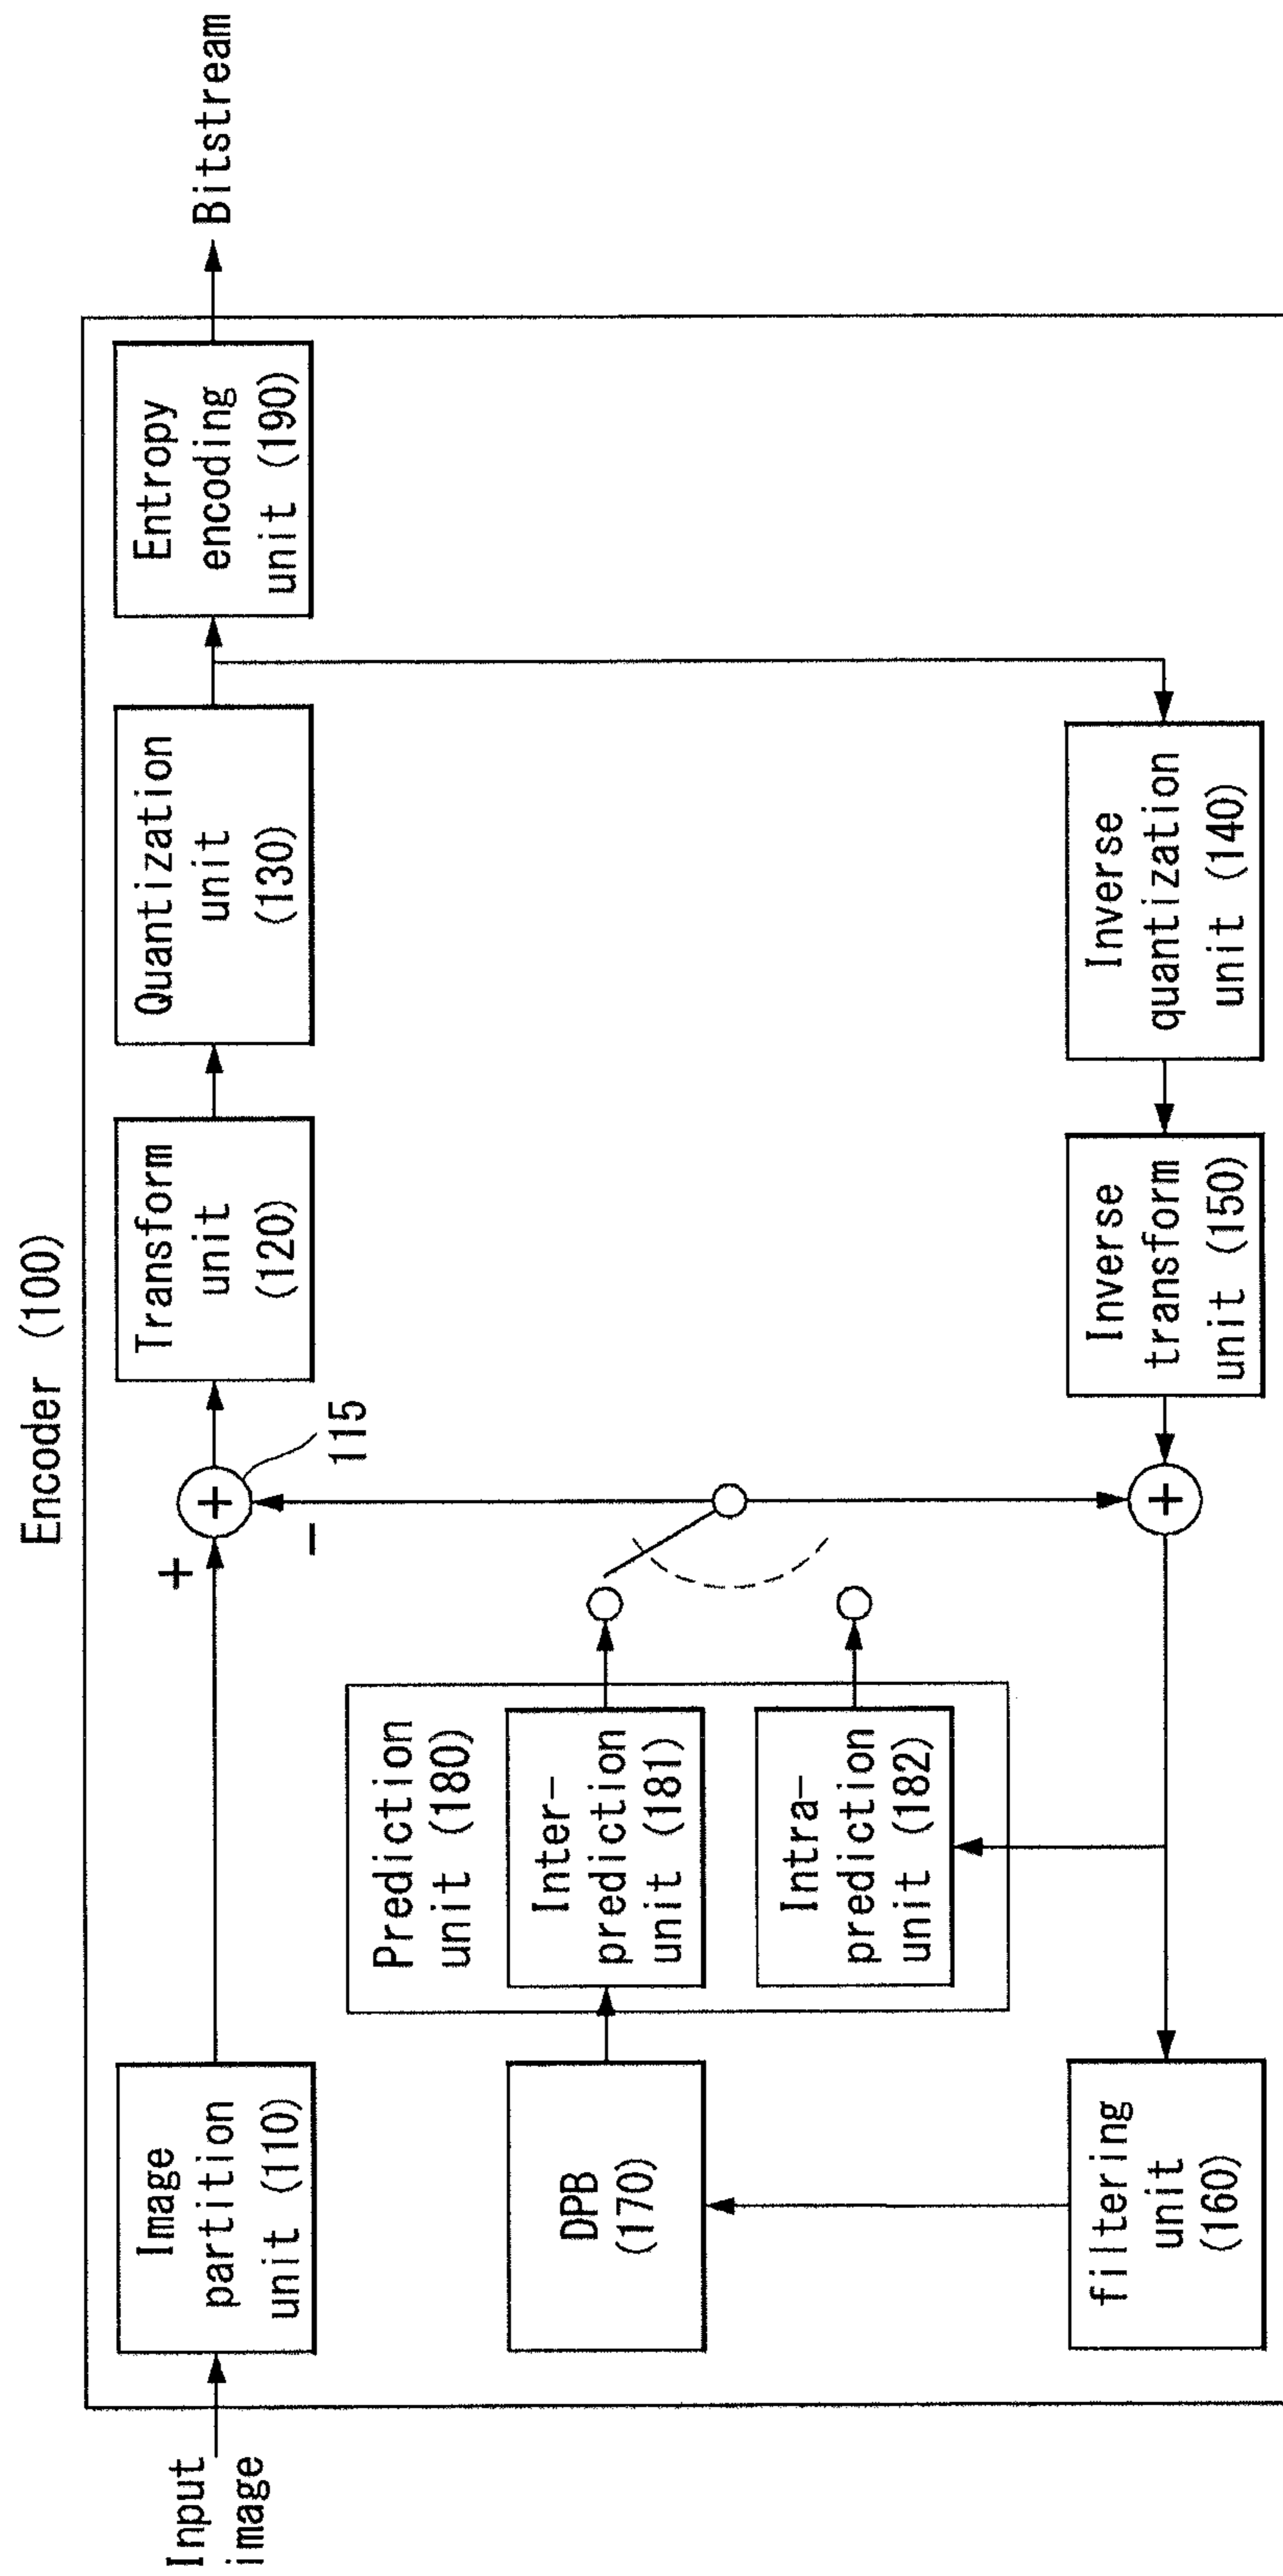 Encoder (100)
Input
image
Image
partition
unit (110)
+
−
+
115
Transform
unit
(120)
Quantization
unit
(130)
Entropy
encoding
unit (190)
Bitstream
Prediction
unit (180)
DPB
(170)
Inter-
prediction
unit (181)
Intra-
prediction
unit (182)
filtering
unit
(160)
+
Inverse
transform
unit (150)
Inverse
quantization
unit (140)